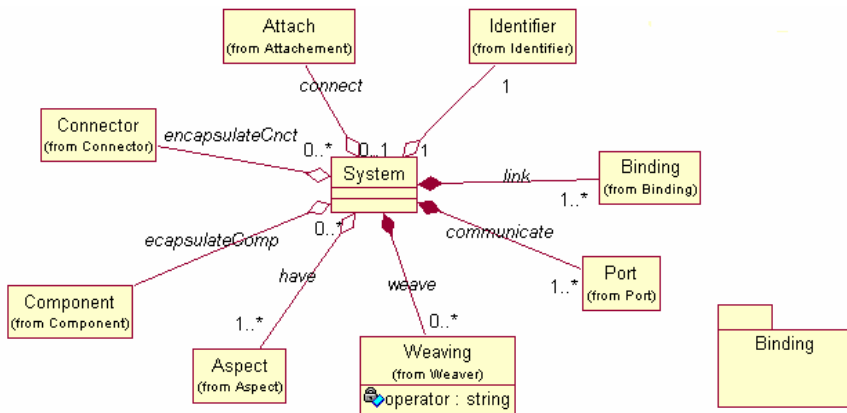 Attach
(from Attachement)
Identifier
(from Identifier)
connect
1
Connector
(from Connector)
encapsulateCnct
0..*
0..1
1
System
Binding
(from Binding)
link
1..*
ecapsulateComp
0..*
communicate
have
weave
Port
(from Port)
1..*
Component
(from Component)
1..*
0..*
Aspect
(from Aspect)
Weaving
(from Weaver)
operator : string
Binding